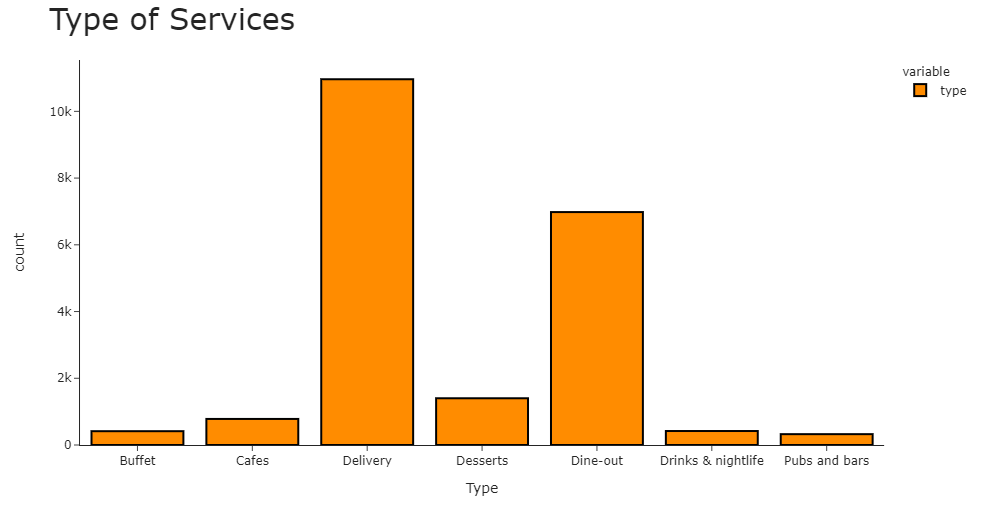 Type of Services
variable
type
10k
8k
6k
4k
2k
0
count
Buffet Cafes Delivery Desserts Dine-out Drinks & nightlife Pubs and bars
Type